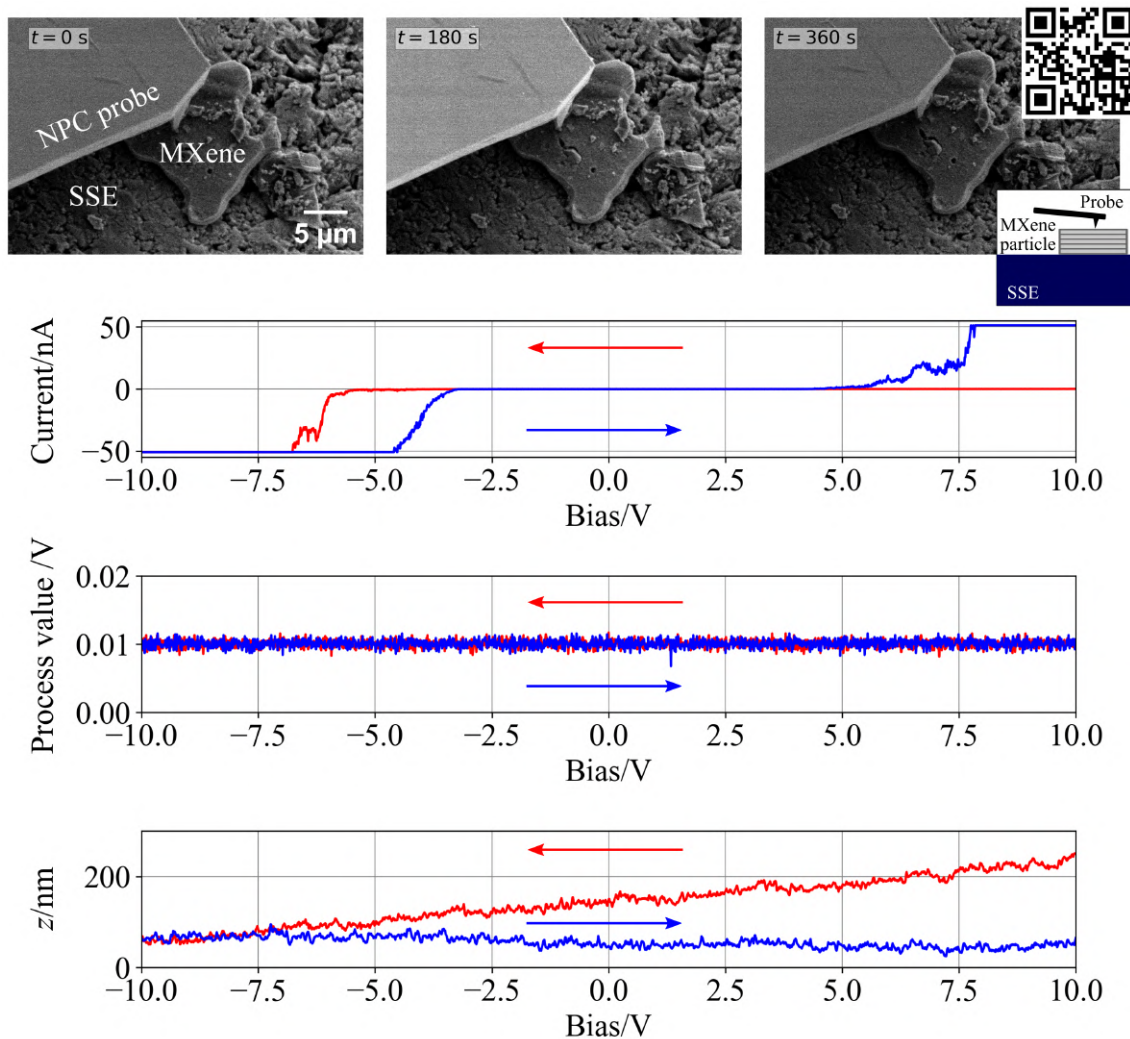 t = 0 s
t = 180 s
t = 360 s
NPC probe
MXene
SSE
5 μm
Probe
MXene
particle
SSE
Current/nA
50
0
−50
−10.0 −7.5 −5.0 −2.5 0.0 2.5 5.0 7.5 10.0
Bias/V
Process value /V
0.02
0.01
0.00
−10.0 −7.5 −5.0 −2.5 0.0 2.5 5.0 7.5 10.0
Bias/V
z/nm
200
0
−10.0 −7.5 −5.0 −2.5 0.0 2.5 5.0 7.5 10.0
Bias/V